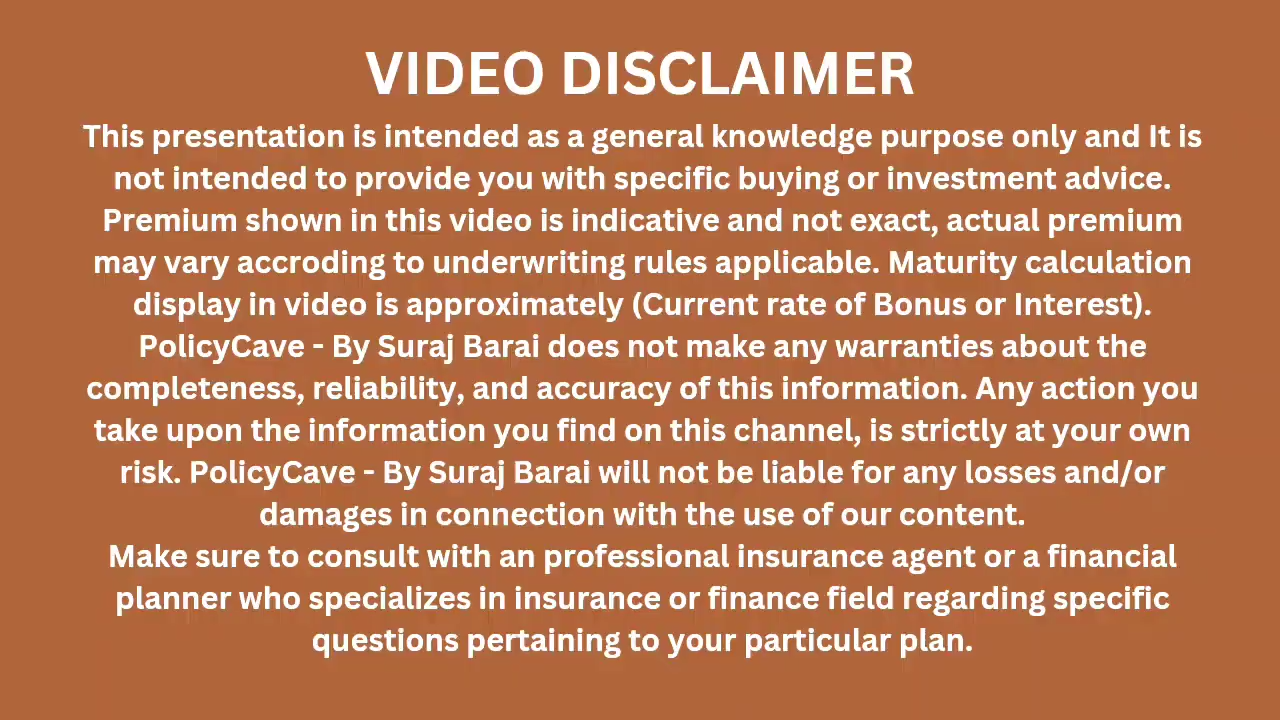 VIDEO DISCLAIMER
This presentation is intended as a general knowledge purpose only and It is
not intended to provide you with specific buying or investment advice.
Premium shown in this video is indicative and not exact, actual premium
may vary accroding to underwriting rules applicable. Maturity calculation
display in video is approximately (Current rate of Bonus or Interest).
PolicyCave - By Suraj Barai does not make any warranties about the
completeness, reliability, and accuracy of this information. Any action you
take upon the information you find on this channel, is strictly at your own
risk. PolicyCave - By Suraj Barai will not be liable for any losses and/or
damages in connection with the use of our content.
Make sure to consult with an professional insurance agent or a financial
planner who specializes in insurance or finance field regarding specific
questions pertaining to your particular plan.